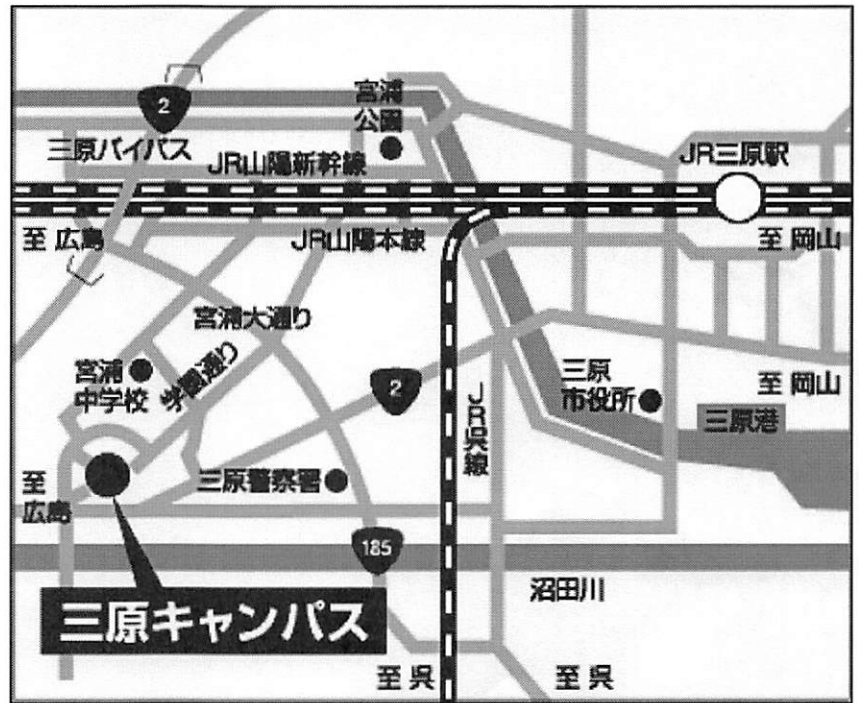 2
宮浦
公園
三原バイパス
JR山陽新幹線
JR三原駅
至 広島
JR山陽本線
至 岡山
宮浦大通り
学園通り
宮浦
中学校
2
三原
市役所
至 岡山
三原港
JR呉線
至
広島
三原警察署
185
沼田川
三原キャンパス
至 呉
至 呉